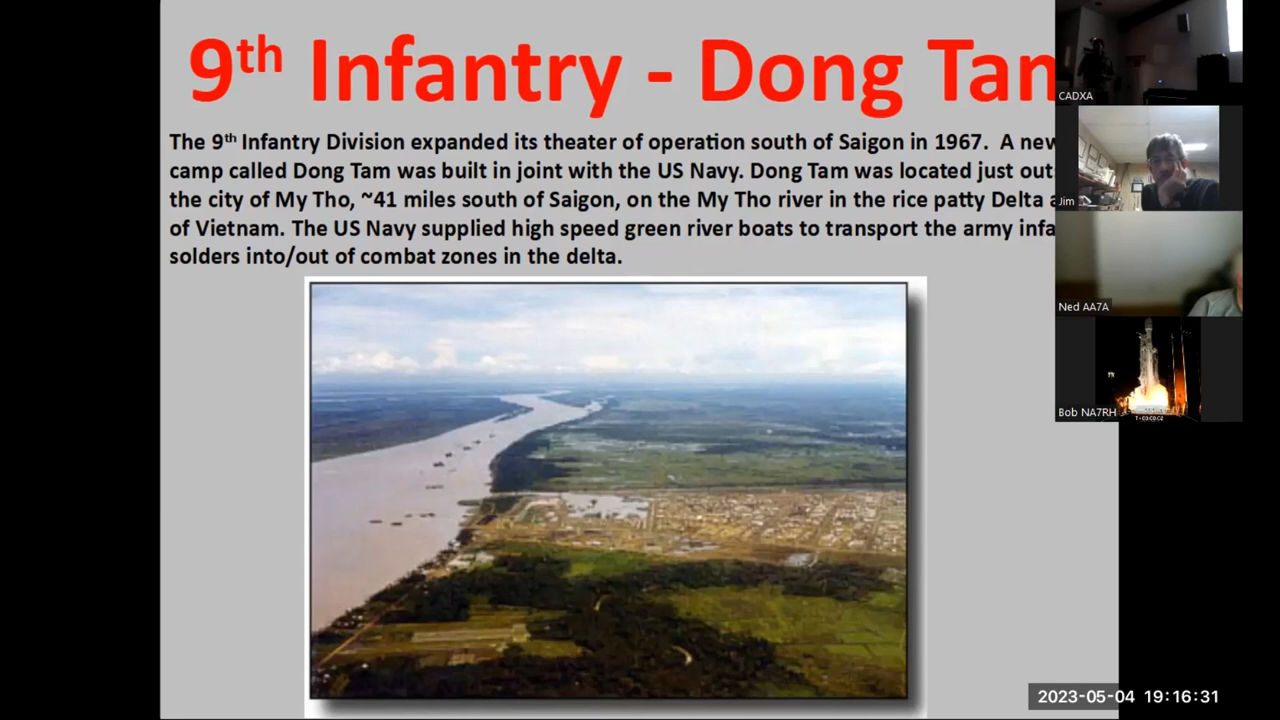 9th Infantry - Dong Tam
The 9th Infantry Division expanded its theater of operation south of Saigon in 1967. A new
camp called Dong Tam was built in joint with the US Navy. Dong Tam was located just out
the city of My Tho, ~41 miles south of Saigon, on the My Tho river in the rice patty Delta
of Vietnam. The US Navy supplied high speed green river boats to transport the army infa
solders into/out of combat zones in the delta.
CADXA
Jim
Ned AA7A
Bob NA7RH
2023-05-04 19:16:31